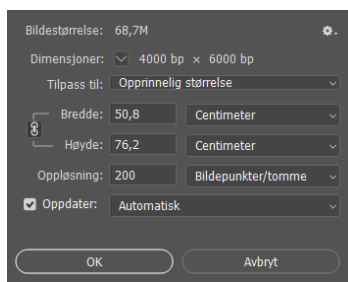 Bildestørrelse: 68,7M
Dimensjoner: 4000 bp × 6000 bp
Tilpass til: Opprinnelig størrelse
Bredde: 50,8 Centimeter
Høyde: 76,2 Centimeter
Oppløsning: 200 Bildepunkter/tomme
Oppdater: Automatisk
OK Avbryt